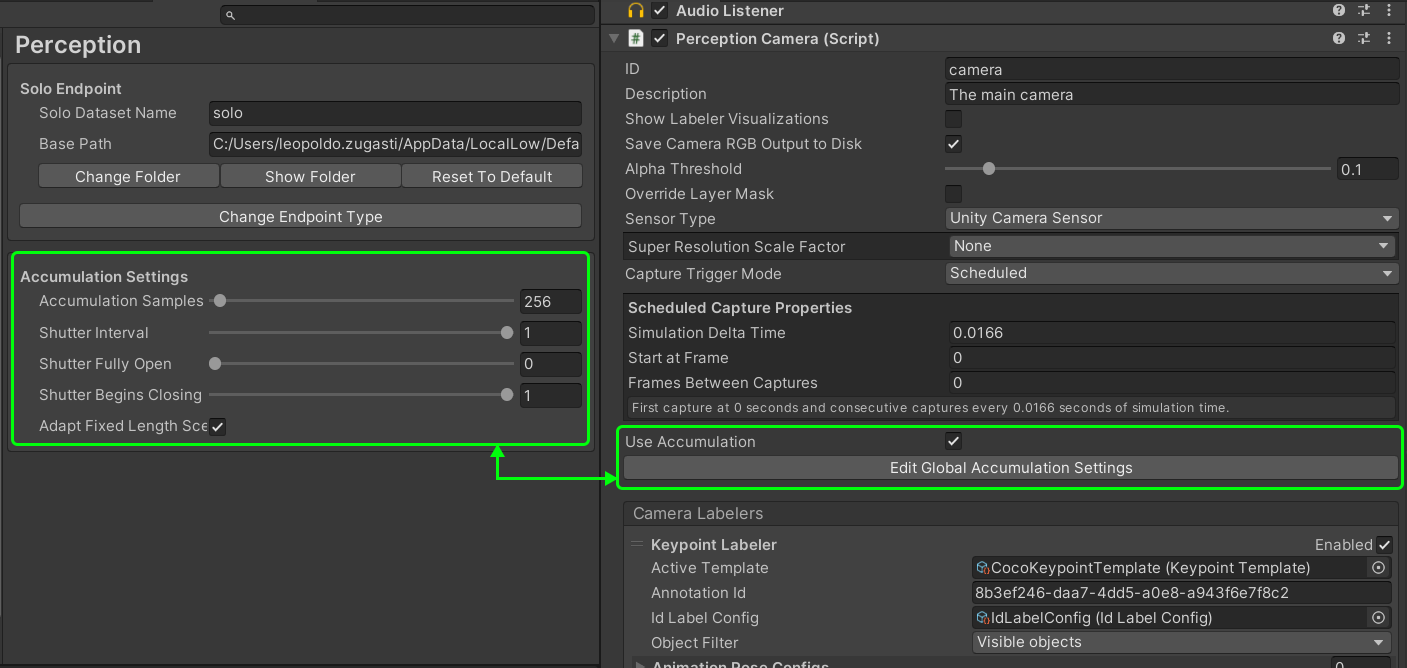 Perception
Solo Endpoint
Solo Dataset Name solo
Base Path C:/Users/leopoldo.zugasti/AppData/LocalLow/Defa
Change Folder Show Folder Reset To Default
Change Endpoint Type
Accumulation Settings
Accumulation Samples 256
Shutter Interval 1
Shutter Fully Open 0
Shutter Begins Closing 1
Adapt Fixed Length Sce
Audio Listener
Perception Camera (Script)
ID camera
Description The main camera
Show Labeler Visualizations
Save Camera RGB Output to Disk
Alpha Threshold 0.1
Override Layer Mask
Sensor Type Unity Camera Sensor
Super Resolution Scale Factor None
Capture Trigger Mode Scheduled
Scheduled Capture Properties
Simulation Delta Time 0.0166
Start at Frame 0
Frames Between Captures 0
First capture at 0 seconds and consecutive captures every 0.0166 seconds of simulation time.
Use Accumulation
Edit Global Accumulation Settings
Camera Labelers
Keypoint Labeler Enabled
Active Template CocoKeypointTemplate (Keypoint Template)
Annotation Id 8b3ef246-daa7-4dd5-a0e8-a943f6e7f8c2
Id Label Config IdLabelConfig (Id Label Config)
Object Filter Visible objects
Animation Pose Configs 0